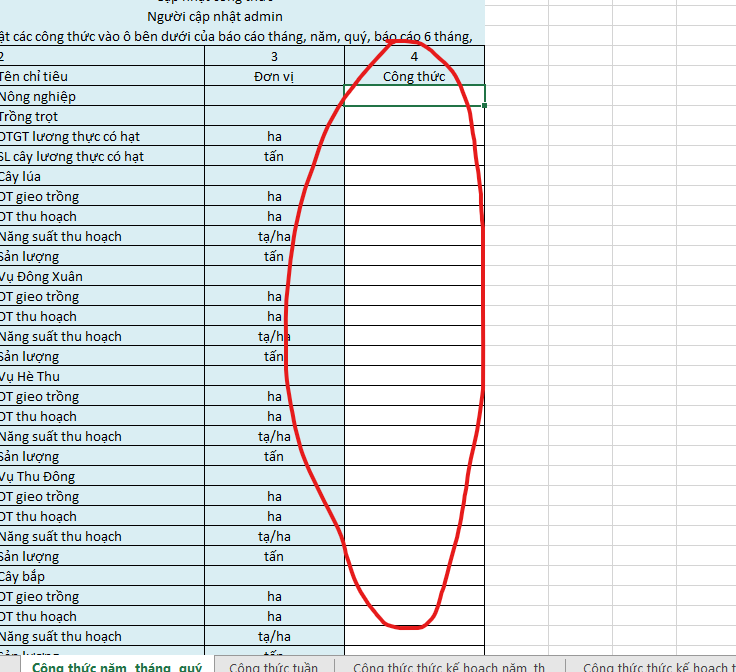 Người cập nhật admin
ật các công thức vào ô bên dưới của báo cáo tháng, năm, quý, báo cáo 6 tháng,
2 3 4
Tên chỉ tiêu Đơn vị Công thức
Nông nghiệp
Trồng trọt
DTGT lương thực có hạt ha
SL cây lương thực có hạt tấn
Cây lúa
DT gieo trồng ha
DT thu hoạch ha
Năng suất thu hoạch tạ/ha
Sản lượng tấn
Vụ Đông Xuân
DT gieo trồng ha
DT thu hoạch ha
Năng suất thu hoạch tạ/ha
Sản lượng tấn
Vụ Hè Thu
DT gieo trồng ha
DT thu hoạch ha
Năng suất thu hoạch tạ/ha
Sản lượng tấn
Vụ Thu Đông
DT gieo trồng ha
DT thu hoạch ha
Năng suất thu hoạch tạ/ha
Sản lượng tấn
Cây bắp
DT gieo trồng ha
DT thu hoạch ha
Năng suất thu hoạch tạ/ha
Công thức năm, tháng, quý Công thức tuần Công thức thức kế hoạch năm, th Công thức thức kế hoạch t